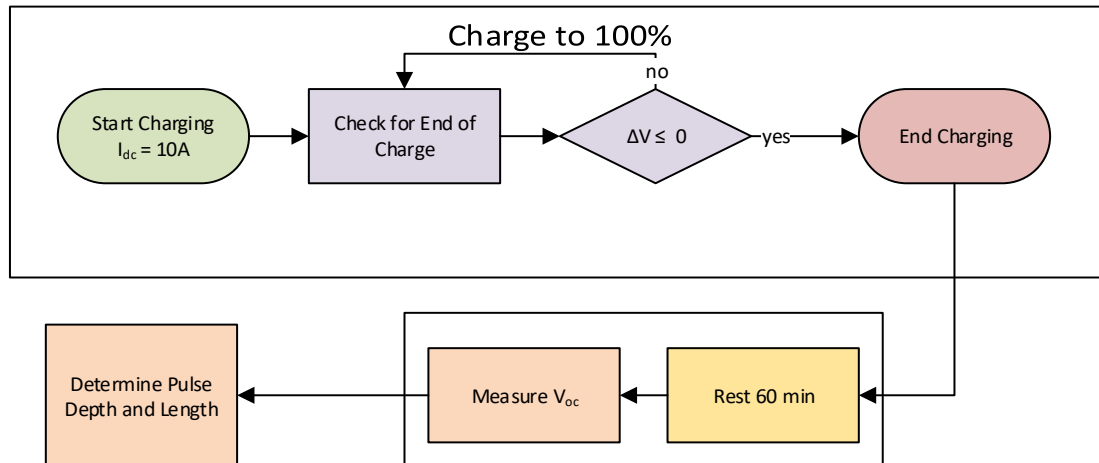 Charge to 100%
no
Start Charging
I_dc = 10A
Check for End of
Charge
ΔV ≤ 0
yes
End Charging
Determine Pulse
Depth and Length
Measure V_oc
Rest 60 min